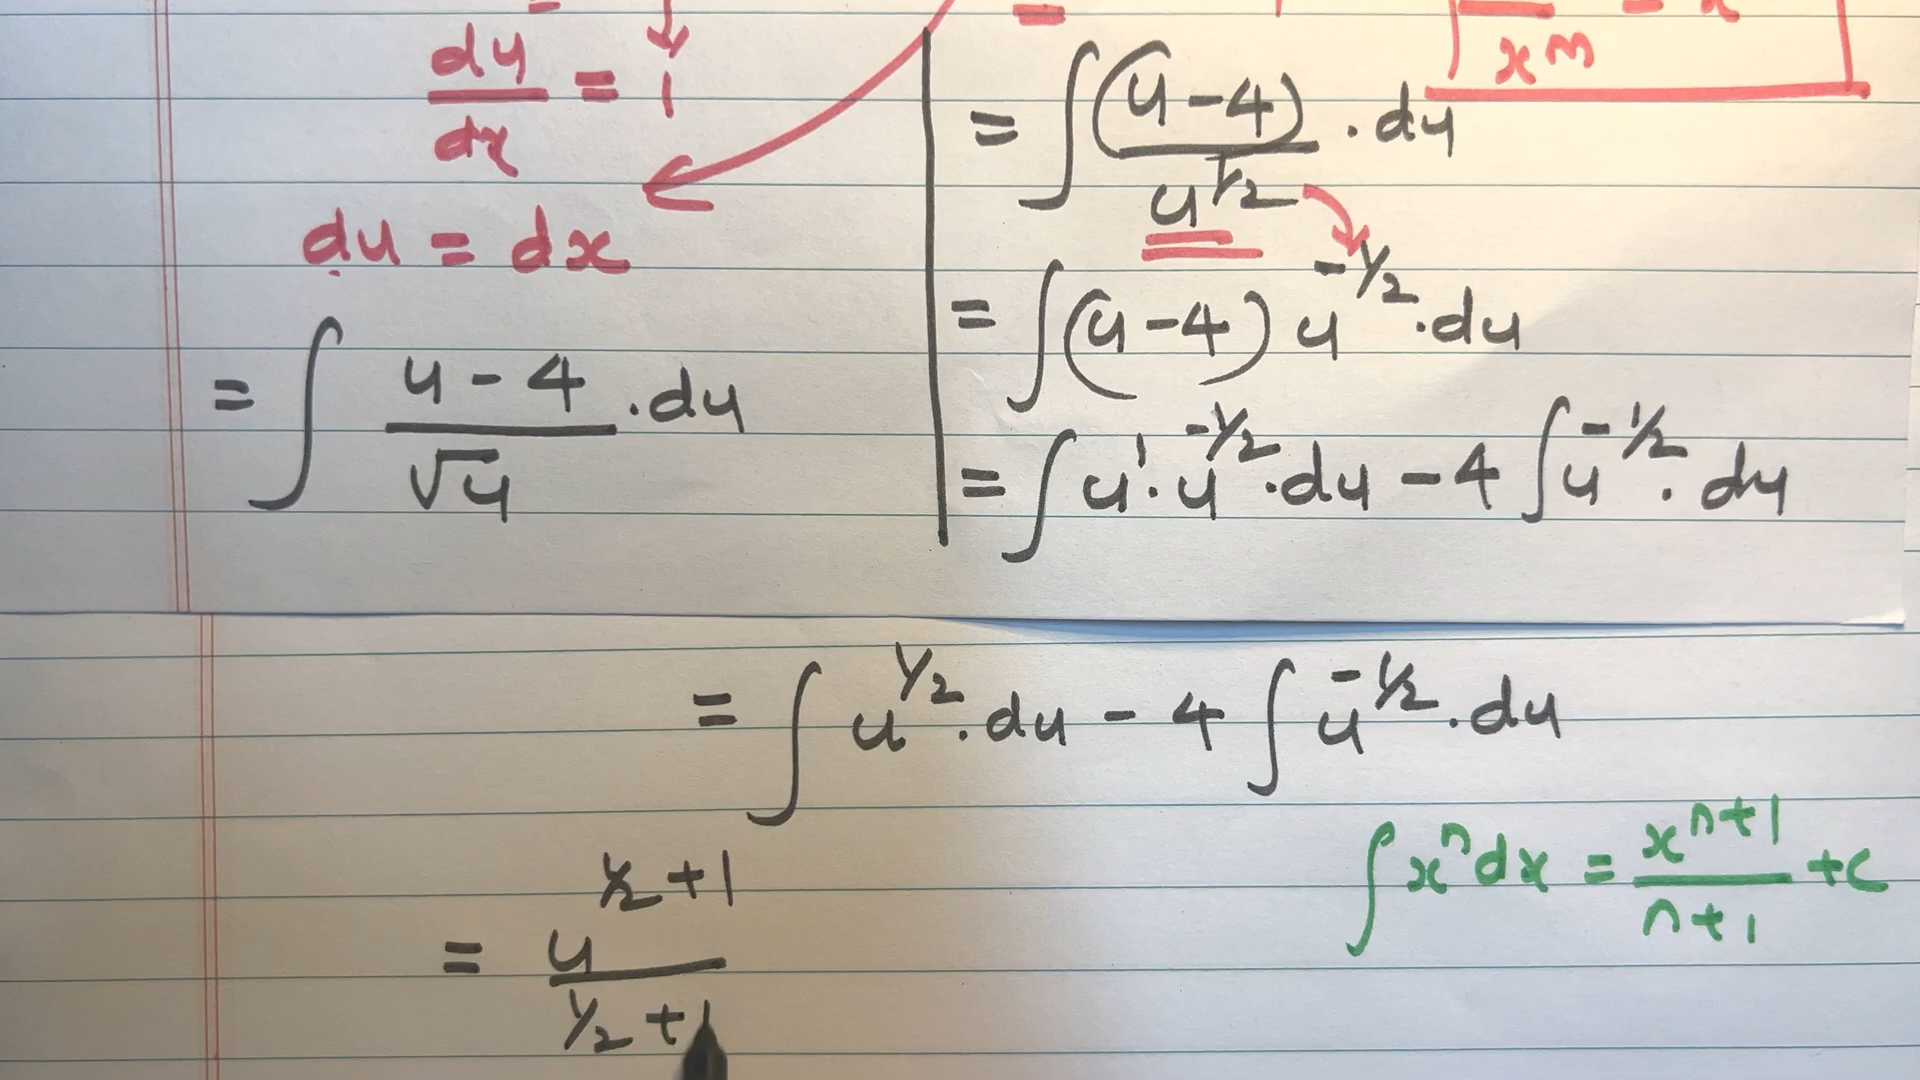 du/dx = 1
du = dx
= ∫ (u - 4)/√u . du
x^m
= ∫ (u - 4)/u^(1/2) . du
= ∫ (u - 4) u^(-1/2) . du
= ∫ u^1 . u^(-1/2) . du - 4 ∫ u^(-1/2) . du
= ∫ u^(1/2) . du - 4 ∫ u^(-1/2) . du
∫ x^n dx = x^(n+1)/(n+1) + c
= u^(1/2 + 1)/(1/2 + 1)